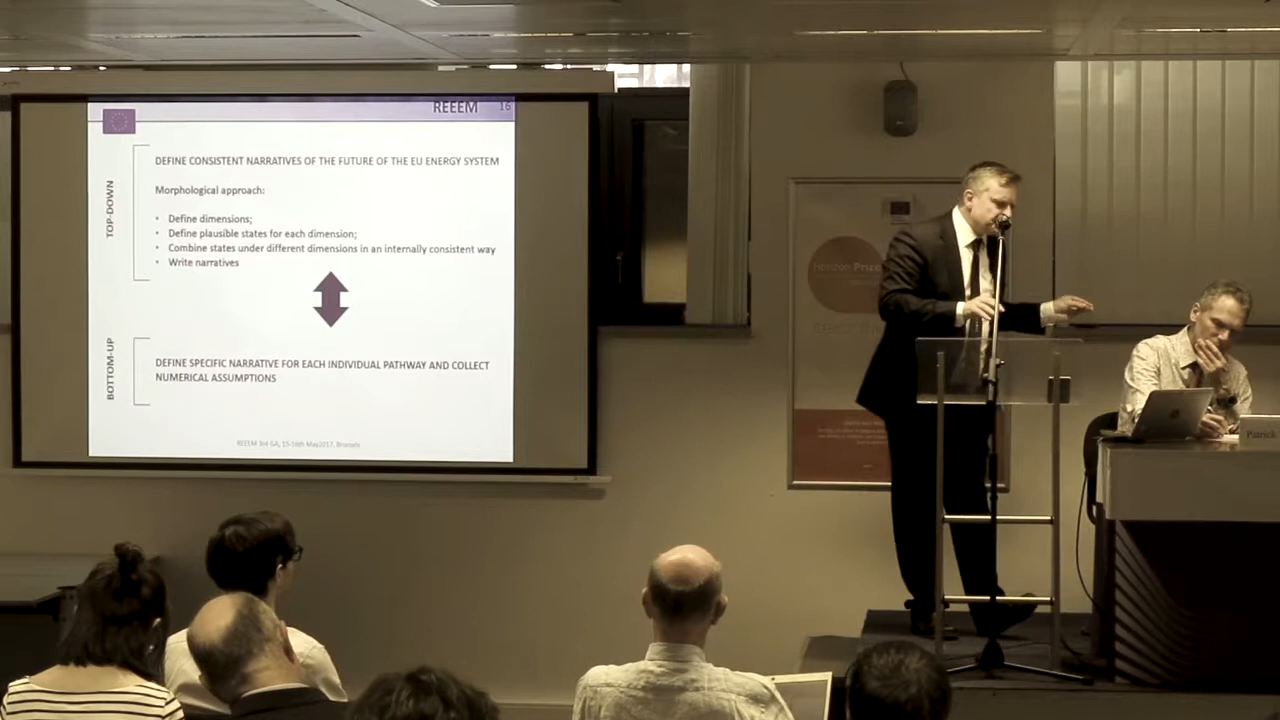 REEEM 16
TOP-DOWN
DEFINE CONSISTENT NARRATIVES OF THE FUTURE OF THE EU ENERGY SYSTEM
Morphological approach:
• Define dimensions;
• Define plausible states for each dimension;
• Combine states under different dimensions in an internally consistent way
• Write narratives
BOTTOM-UP
DEFINE SPECIFIC NARRATIVE FOR EACH INDIVIDUAL PATHWAY AND COLLECT
NUMERICAL ASSUMPTIONS
REEEM 3rd GA, 15-16th May2017, Brussels
horizon Prize
Patrick